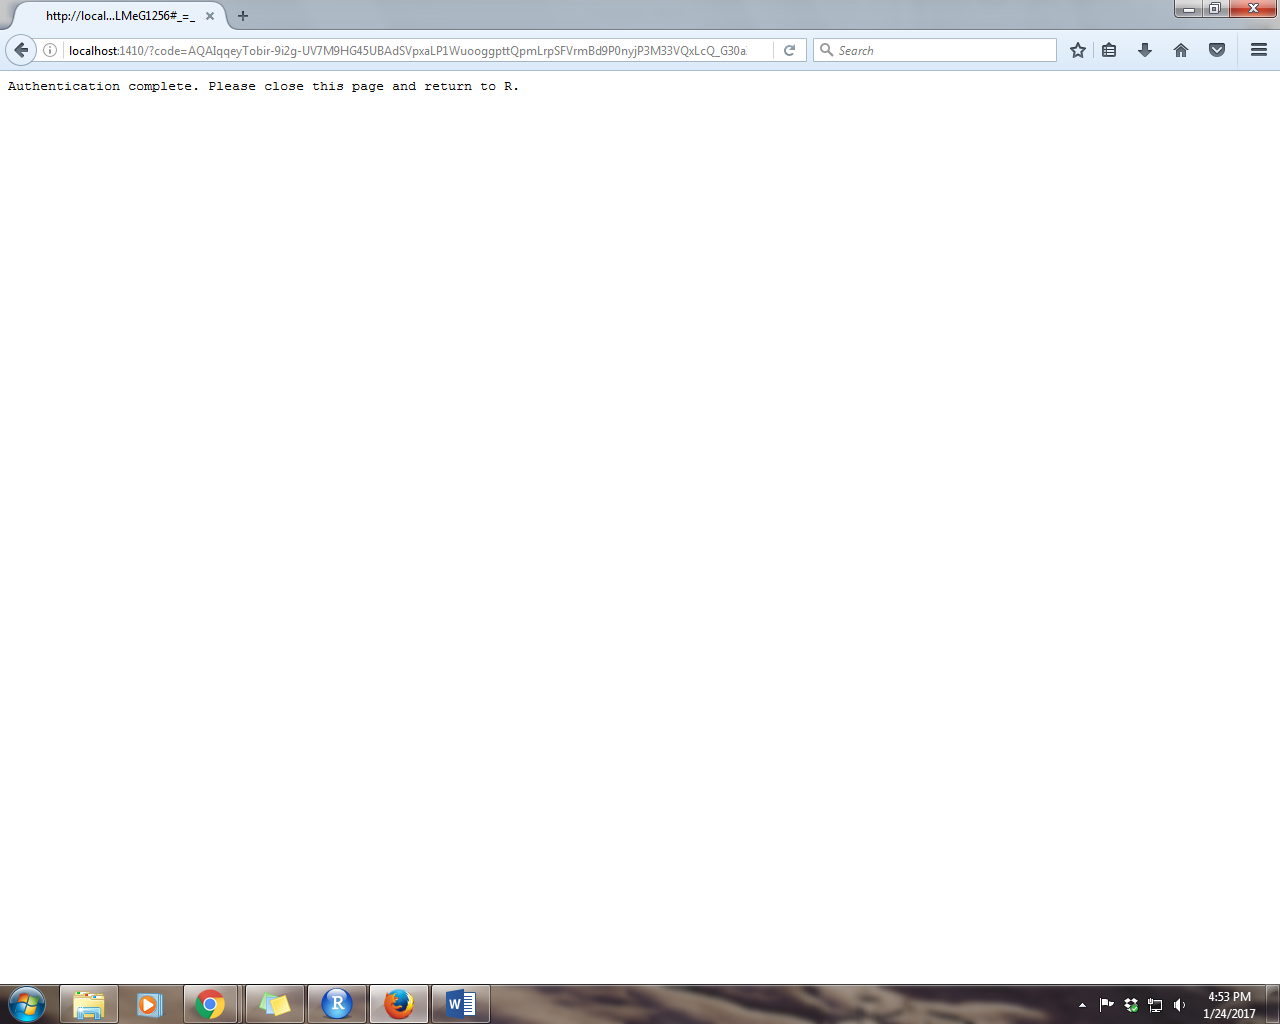 http://local...LMeG1256#_=_
localhost:1410/?code=AQAIqqeyTobir-9i2g-UV7M9HG45UBAdSVpxaLP1WuooggpttQpmLrpSFVrmBd9P0nyjP3M33VQxLcQ_G30a
Search
Authentication complete. Please close this page and return to R.
R
W
4:53 PM
1/24/2017